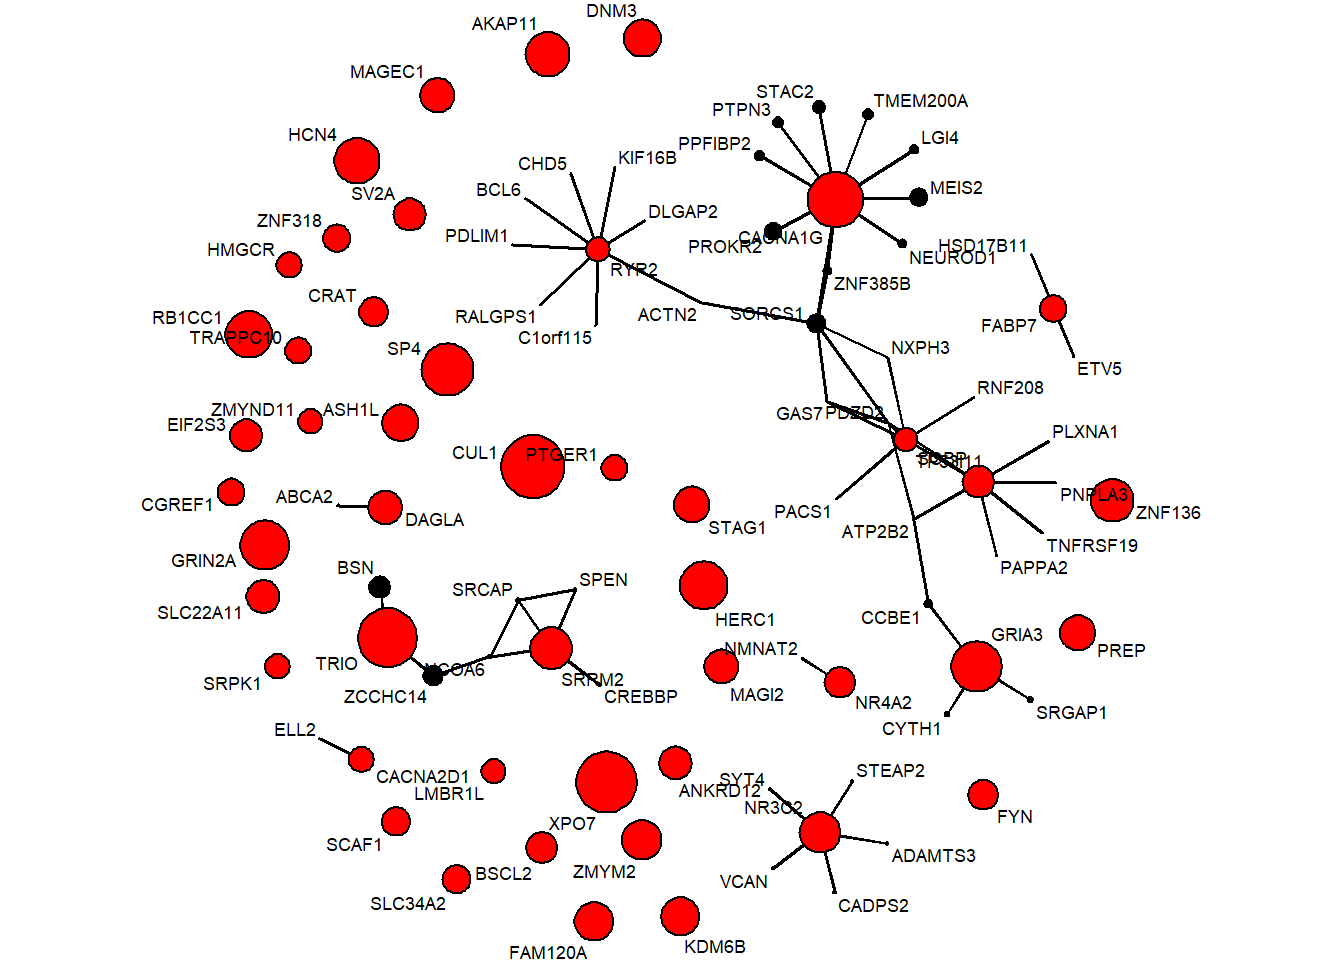 DNM3
AKAP11
MAGEC1
STAC2
TMEM200A
PTPN3
HCN4
LGI4
PPFIBP2
KIF16B
CHD5
BCL6
MEIS2
SV2A
DLGAP2
ZNF318
PDLIM1
CACNA1G
PROKR2
HSD17B11
HMGCR
NEUROD1
RYR2
ZNF385B
CRAT
RB1CC1
RALGPS1
ACTN2
SORCS1
FABP7
TRAPPC10
C1orf115
SP4
NXPH3
ETV5
RNF208
ZMYND11
ASH1L
GAS7
PDZD2
EIF2S3
PLXNA1
CUL1
PTGER1
ABCA2
PNPLA3
CGREF1
DAGLA
STAG1
PACS1
ZNF136
ATP2B2
TNFRSF19
GRIN2A
BSN
PAPPA2
SPEN
SRCAP
SLC22A11
HERC1
CCBE1
GRIA3
NMNAT2
PREP
TRIO
NCOA6
SRRM2
SRPK1
ZCCHC14
CREBBP
MAGI2
NR4A2
SRGAP1
CYTH1
ELL2
CACNA2D1
STEAP2
SYT4
LMBR1L
ANKRD12
NR3C2
XPO7
FYN
SCAF1
ADAMTS3
BSCL2
ZMYM2
VCAN
SLC34A2
CADPS2
KDM6B
FAM120A